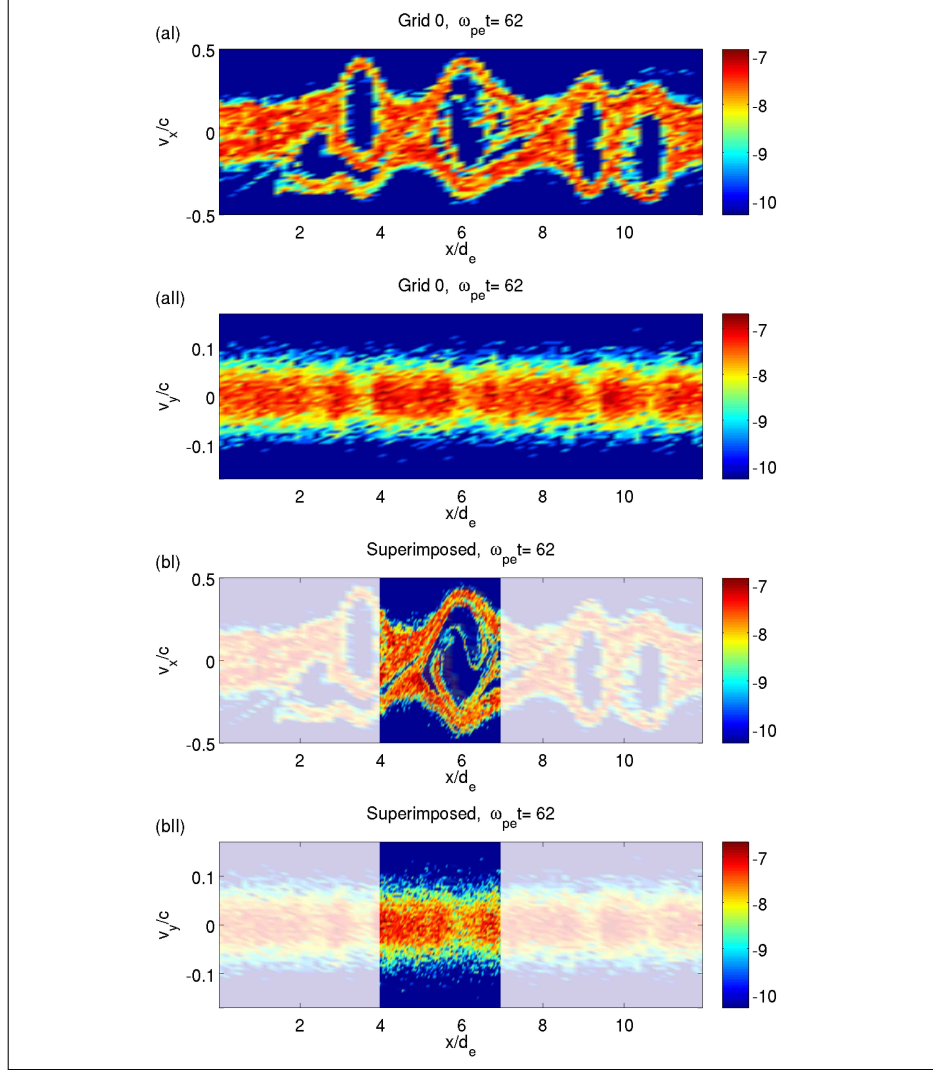 (aI)
Grid 0, ω_pe t= 62
0.5
0
-0.5
v_x/c
2 4 6 8 10
x/d_e
-7
-8
-9
-10
(aII)
Grid 0, ω_pe t= 62
0.1
0
-0.1
v_y/c
2 4 6 8 10
x/d_e
-7
-8
-9
-10
(bI)
Superimposed, ω_pe t= 62
0.5
0
-0.5
v_x/c
2 4 6 8 10
x/d_e
-7
-8
-9
-10
(bII)
Superimposed, ω_pe t= 62
0.1
0
-0.1
v_y/c
2 4 6 8 10
x/d_e
-7
-8
-9
-10